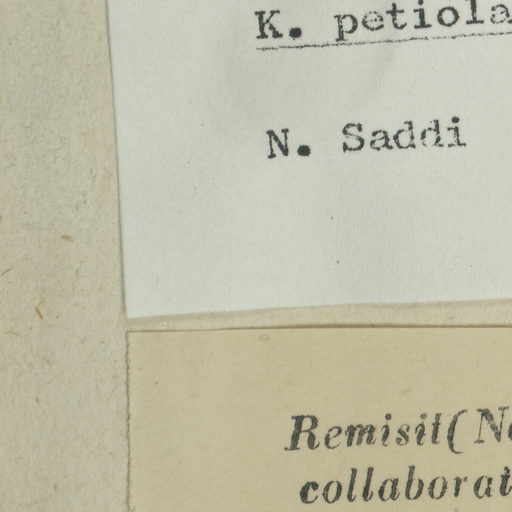 K. petiola
N. Saddi
Remisit( N
collaborat